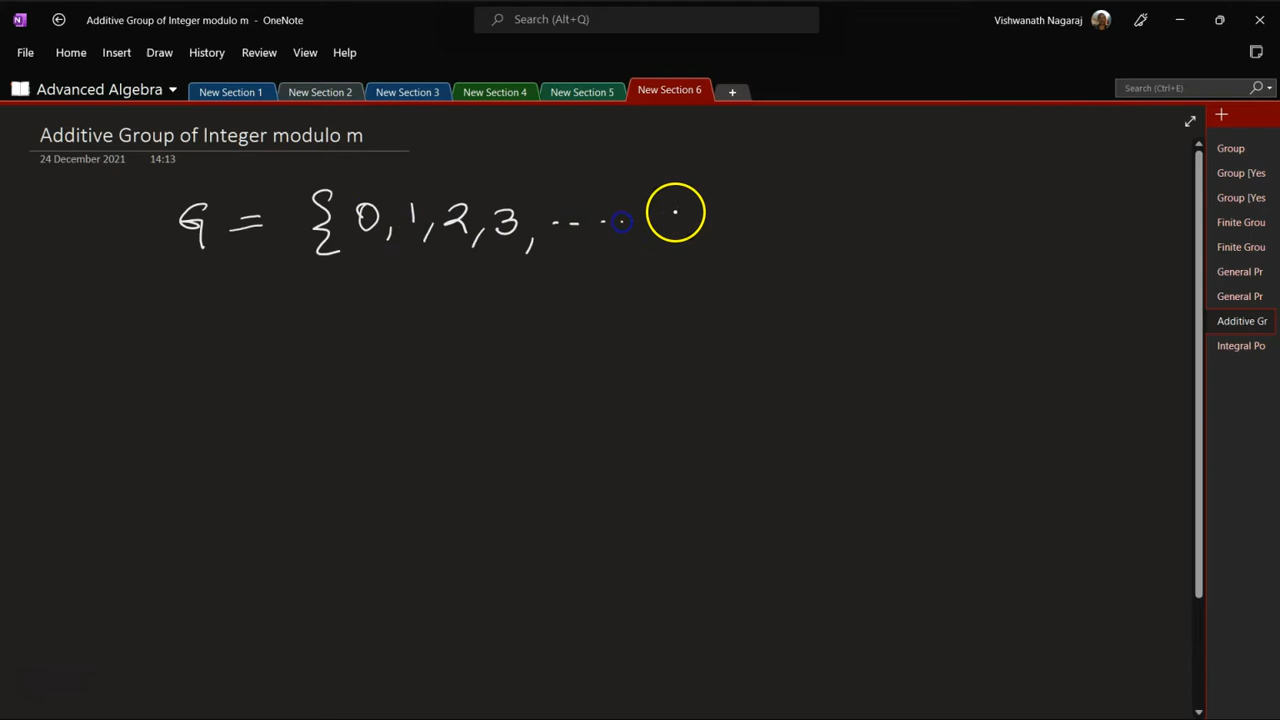 Additive Group of Integer modulo m - OneNote
Search (Alt+Q)
Vishwanath Nagaraj
File Home Insert Draw History Review View Help
Advanced Algebra
New Section 1 New Section 2 New Section 3 New Section 4 New Section 5 New Section 6 +
Search (Ctrl+E)
Additive Group of Integer modulo m
24 December 2021 14:13
G = { 0, 1, 2, 3, -- ..
Group
Group [Yes
Group [Yes
Finite Grou
Finite Grou
General Pr
General Pr
Additive Gr
Integral Po